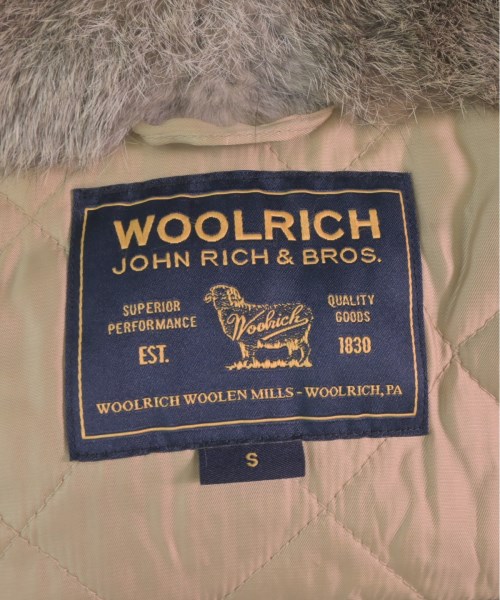 WOOLRICH
JOHN RICH & BROS.
SUPERIOR
PERFORMANCE
EST.
Woolrich
QUALITY
GOODS
1830
WOOLRICH WOOLEN MILLS - WOOLRICH, PA
S